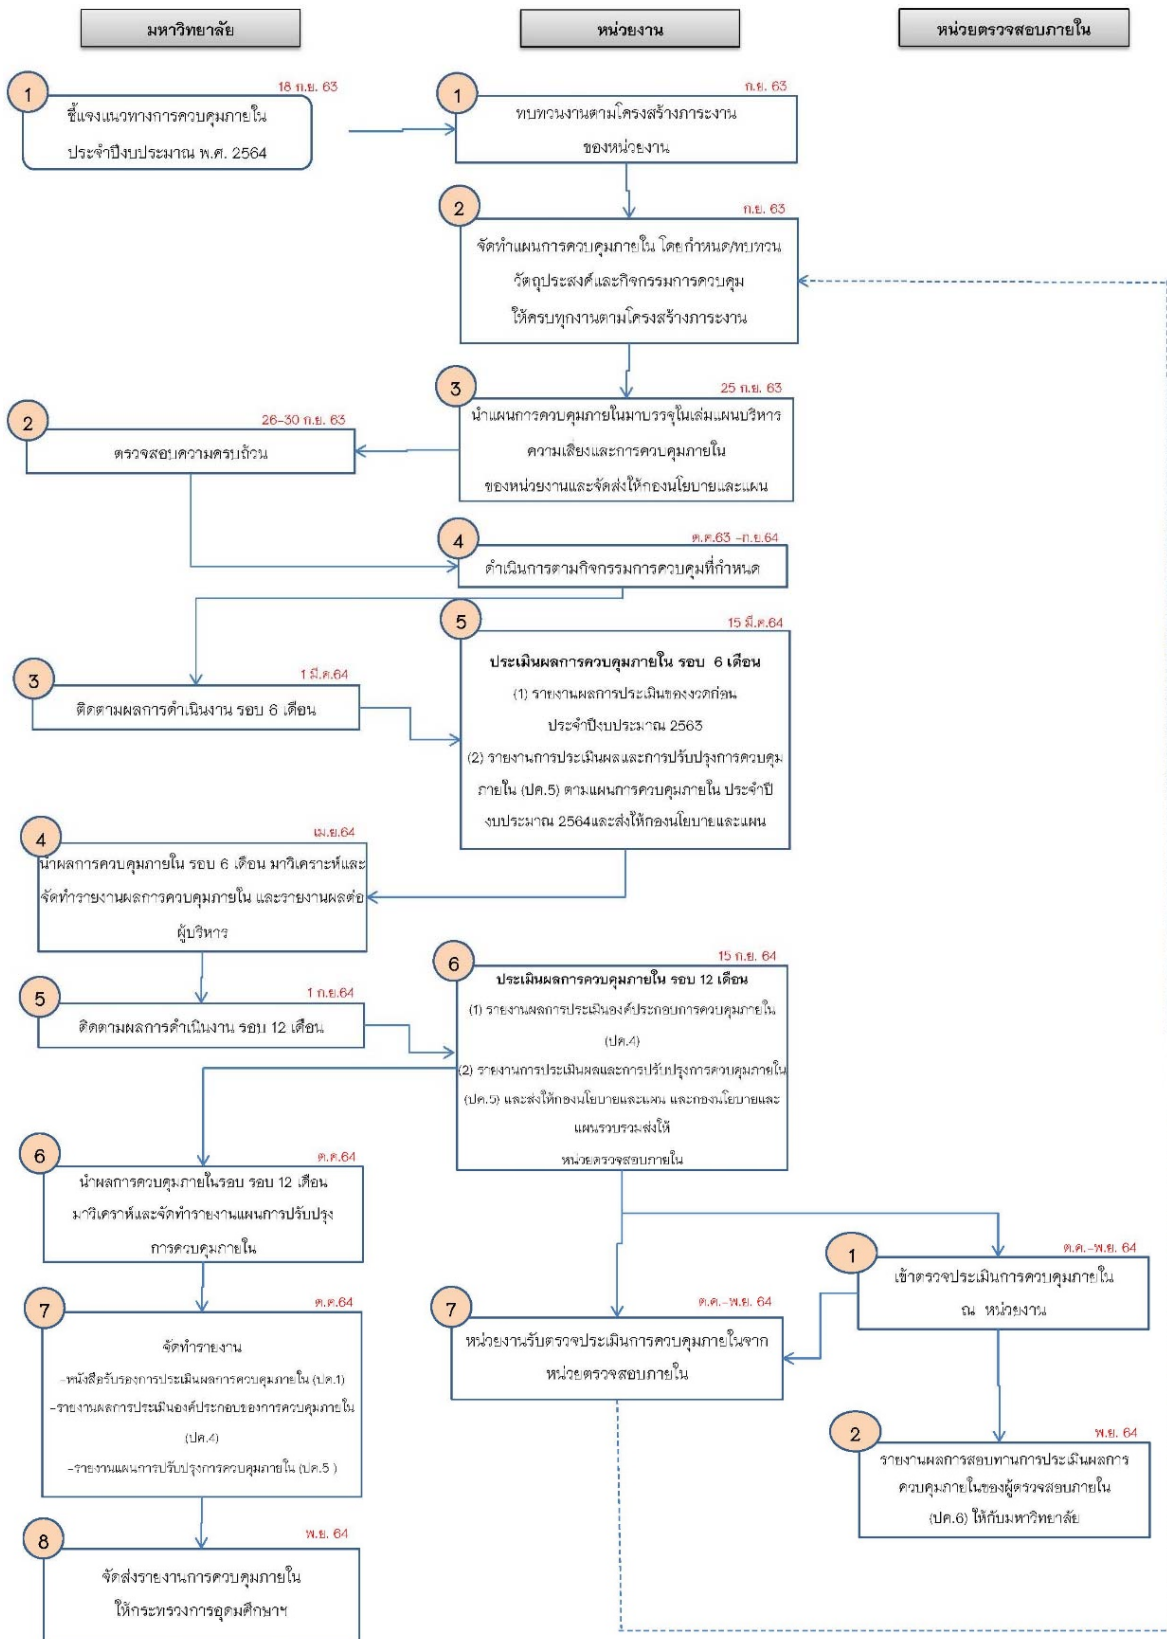 มหาวิทยาลัย
หน่วยงาน
หน่วยตรวจสอบภายใน
18 ก.ย. 63
1
ชี้แจงแนวทางการควบคุมภายใน
ประจำปีงบประมาณ พ.ศ. 2564
ก.ย. 63
1
ทบทวนงานตามโครงสร้างภาระงาน
ของหน่วยงาน
ก.ย. 63
2
จัดทำแผนการควบคุมภายใน โดยกำหนด/ทบทวน
วัตถุประสงค์และกิจกรรมการควบคุม
ให้ครบทุกงานตามโครงสร้างภาระงาน
25 ก.ย. 63
3
นำแผนการควบคุมภายในมาบรรจุในเล่มแผนบริหาร
ความเสี่ยงและการควบคุมภายใน
ของหน่วยงานและจัดส่งให้กองนโยบายและแผน
26-30 ก.ย. 63
2
ตรวจสอบความครบถ้วน
ต.ค.63 -ก.ย.64
4
ดำเนินการตามกิจกรรมการควบคุมที่กำหนด
1 มี.ค.64
3
ติดตามผลการดำเนินงาน รอบ 6 เดือน
15 มี.ค.64
5
ประเมินผลการควบคุมภายใน รอบ 6 เดือน
(1) รายงานผลการประเมินของงวดก่อน
ประจำปีงบประมาณ 2563
(2) รายงานการประเมินผลและการปรับปรุงการควบคุม
ภายใน (ปค.5) ตามแผนการควบคุมภายใน ประจำปี
งบประมาณ 2564และส่งให้กองนโยบายและแผน
เม.ย.64
4
นำผลการควบคุมภายใน รอบ 6 เดือน มาวิเคราะห์และ
จัดทำรายงานผลการควบคุมภายใน และรายงานผลต่อ
ผู้บริหาร
1 ก.ย.64
5
ติดตามผลการดำเนินงาน รอบ 12 เดือน
15 ก.ย. 64
6
ประเมินผลการควบคุมภายใน รอบ 12 เดือน
(1) รายงานผลการประเมินองค์ประกอบการควบคุมภายใน
(ปค.4)
(2) รายงานการประเมินผลและการปรับปรุงการควบคุมภายใน
(ปค.5) และส่งให้กองนโยบายและแผน และกองนโยบายและ
แผนรวบรวมส่งให้
หน่วยตรวจสอบภายใน
ต.ค.64
6
นำผลการควบคุมภายในรอบ รอบ 12 เดือน
มาวิเคราะห์และจัดทำรายงานแผนการปรับปรุง
การควบคุมภายใน
ต.ค.64
7
จัดทำรายงาน
-หนังสือรับรองการประเมินผลการควบคุมภายใน (ปค.1)
-รายงานผลการประเมินองค์ประกอบของการควบคุมภายใน
(ปค.4)
-รายงานแผนการปรับปรุงการควบคุมภายใน (ปค.5 )
พ.ย. 64
8
จัดส่งรายงานการควบคุมภายใน
ให้กระทรวงการอุดมศึกษาฯ
ต.ค.-พ.ย. 64
7
หน่วยงานรับตรวจประเมินการควบคุมภายในจาก
หน่วยตรวจสอบภายใน
ต.ค.-พ.ย. 64
1
เข้าตรวจประเมินการควบคุมภายใน
ณ หน่วยงาน
พ.ย. 64
2
รายงานผลการสอบทานการประเมินผลการ
ควบคุมภายในของผู้ตรวจสอบภายใน
(ปค.6) ให้กับมหาวิทยาลัย